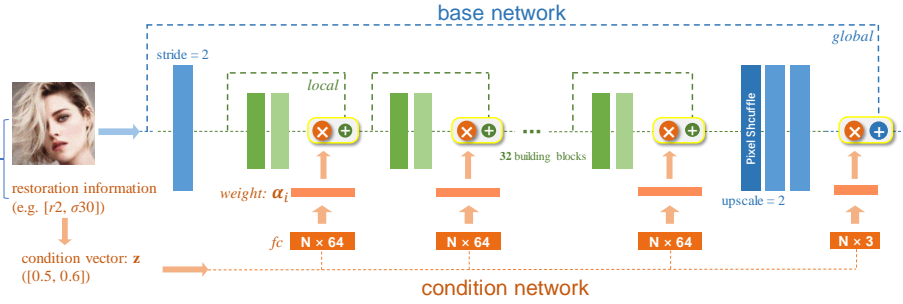 base network
global
stride = 2
local
Pixel Shcuffle
32 building blocks
restoration information
(e.g. [r2, σ30])
weight: αi
upscale = 2
fc
N × 64
N × 64
N × 64
N × 3
condition vector: z
([0.5, 0.6])
condition network